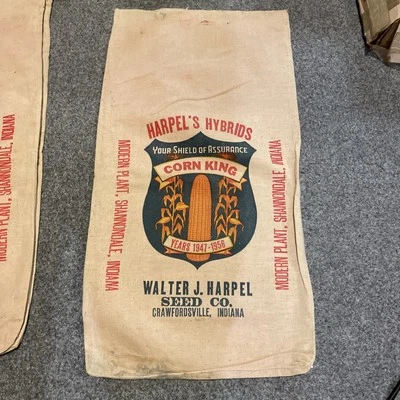 HARPEL'S HYBRIDS
YOUR SHIELD OF ASSURANCE
CORN KING
YEARS 1947-1956
MODERN PLANT, SHANNONDALE, INDIANA
MODERN PLANT, SHANNONDALE, INDIANA
WALTER J. HARPEL
SEED CO.
CRAWFORDSVILLE, INDIANA
MODERN PLANT, SHANNONDALE, INDIANA